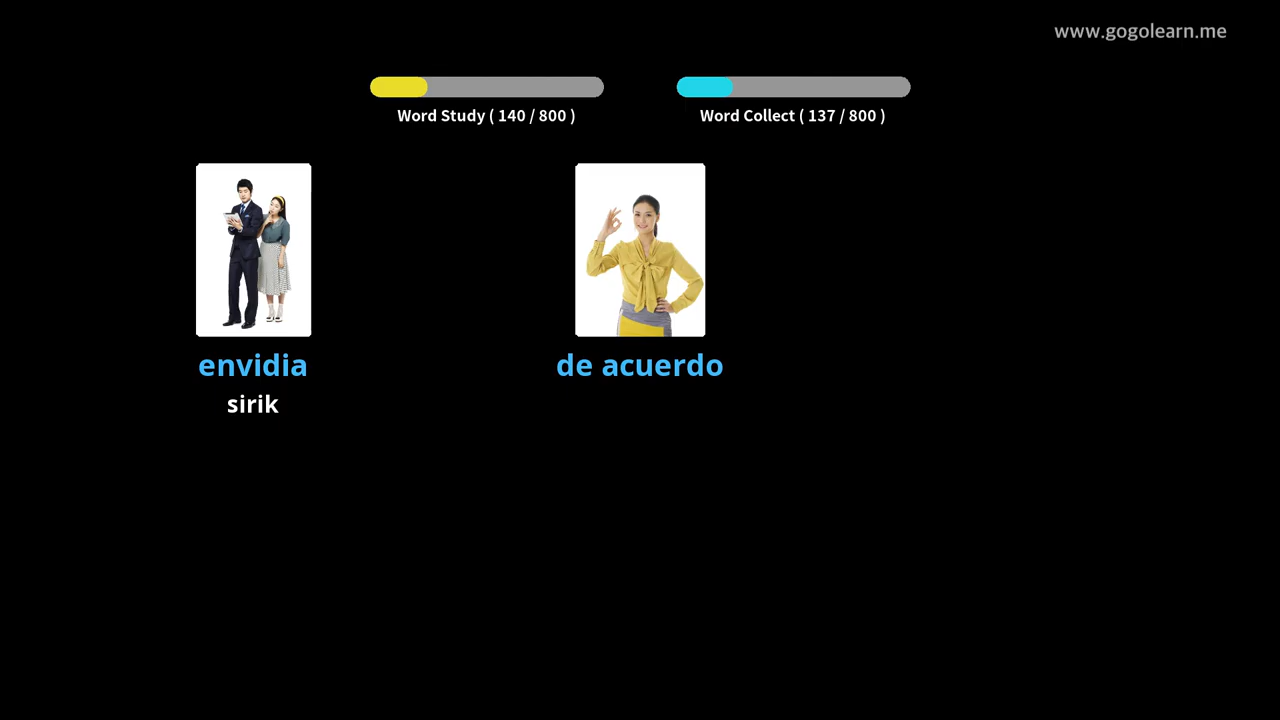 www.gogolearn.me
Word Study ( 140 / 800 )
Word Collect ( 137 / 800 )
envidia
de acuerdo
sirik